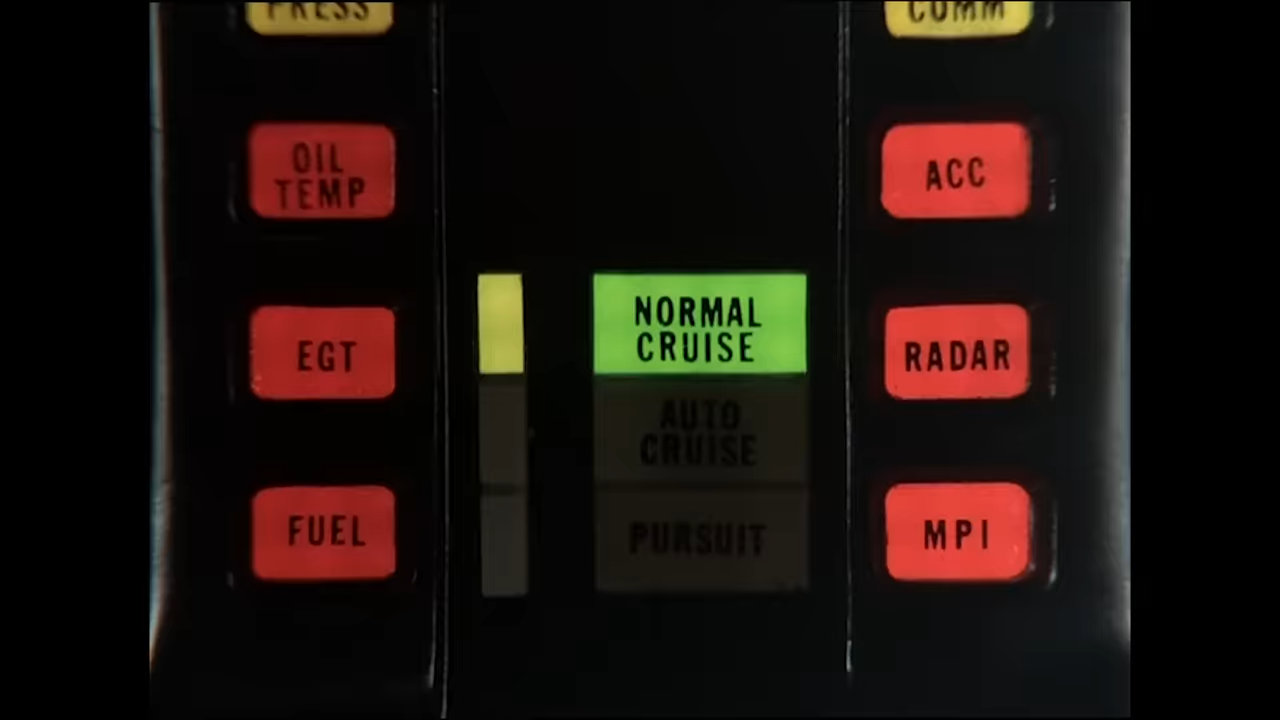 PRESS
COMM
OIL
TEMP
ACC
NORMAL
CRUISE
EGT
RADAR
AUTO
CRUISE
FUEL
PURSUIT
MPI